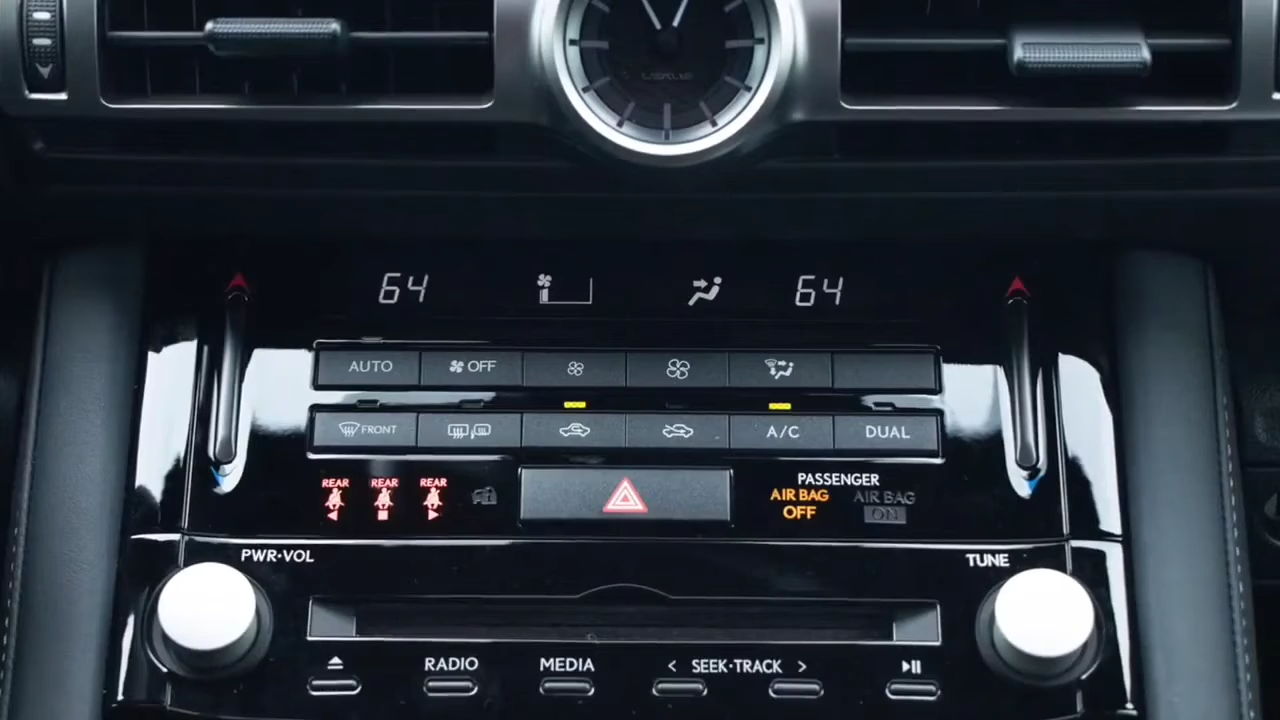 LEXUS
64 64
AUTO OFF
FRONT A/C DUAL
REAR REAR REAR
PASSENGER
AIR BAG AIR BAG
OFF ON
PWR·VOL TUNE
RADIO MEDIA < SEEK·TRACK >